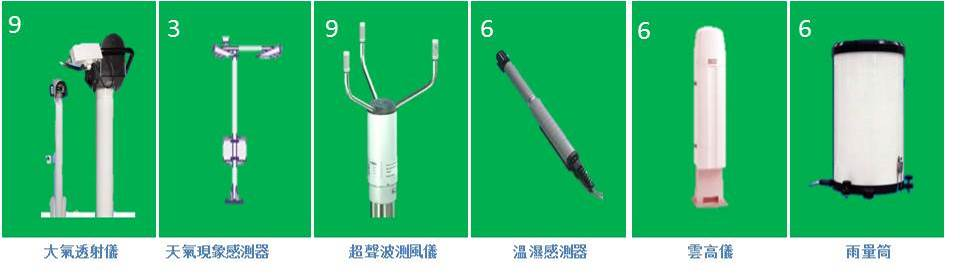 9
3
9
6
6
6
大氣透射儀
天氣現象感測器
超聲波測風儀
溫濕感測器
雲高儀
雨量筒